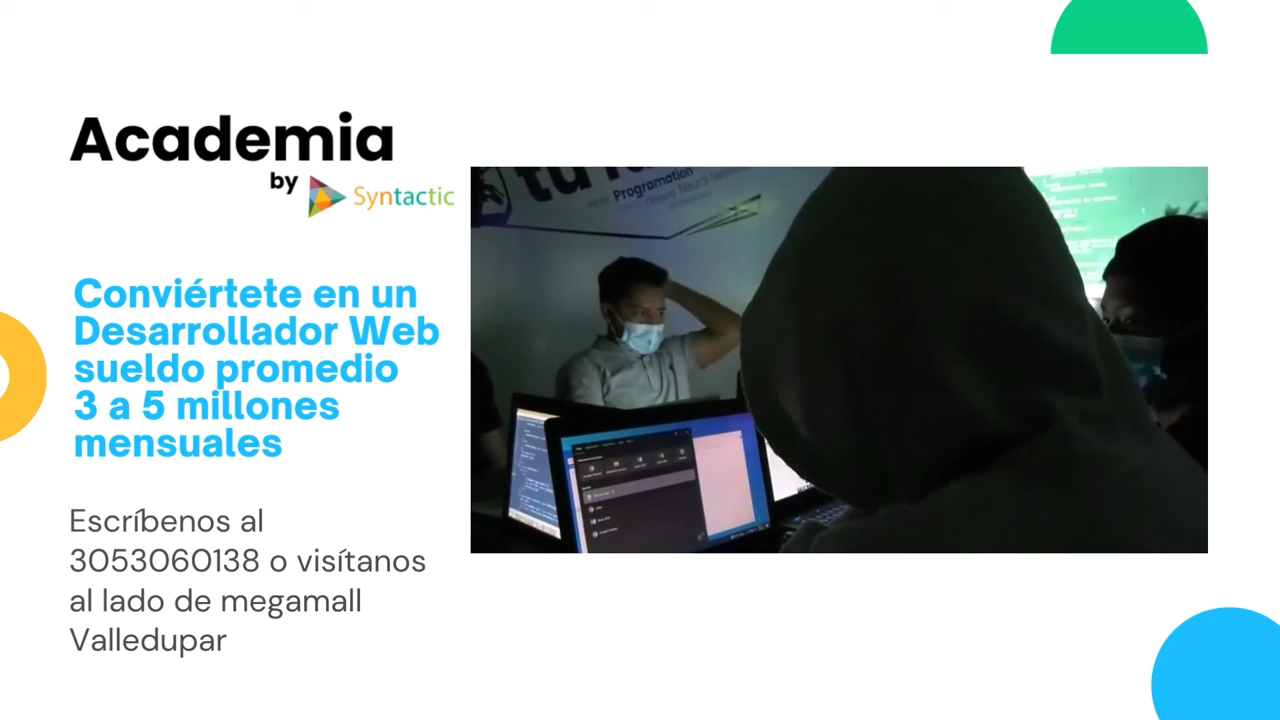 Academia
by Syntactic
Conviértete en un
Desarrollador Web
sueldo promedio
3 a 5 millones
mensuales
Escríbenos al
3053060138 o visítanos
al lado de megamall
Valledupar
tu
Programation